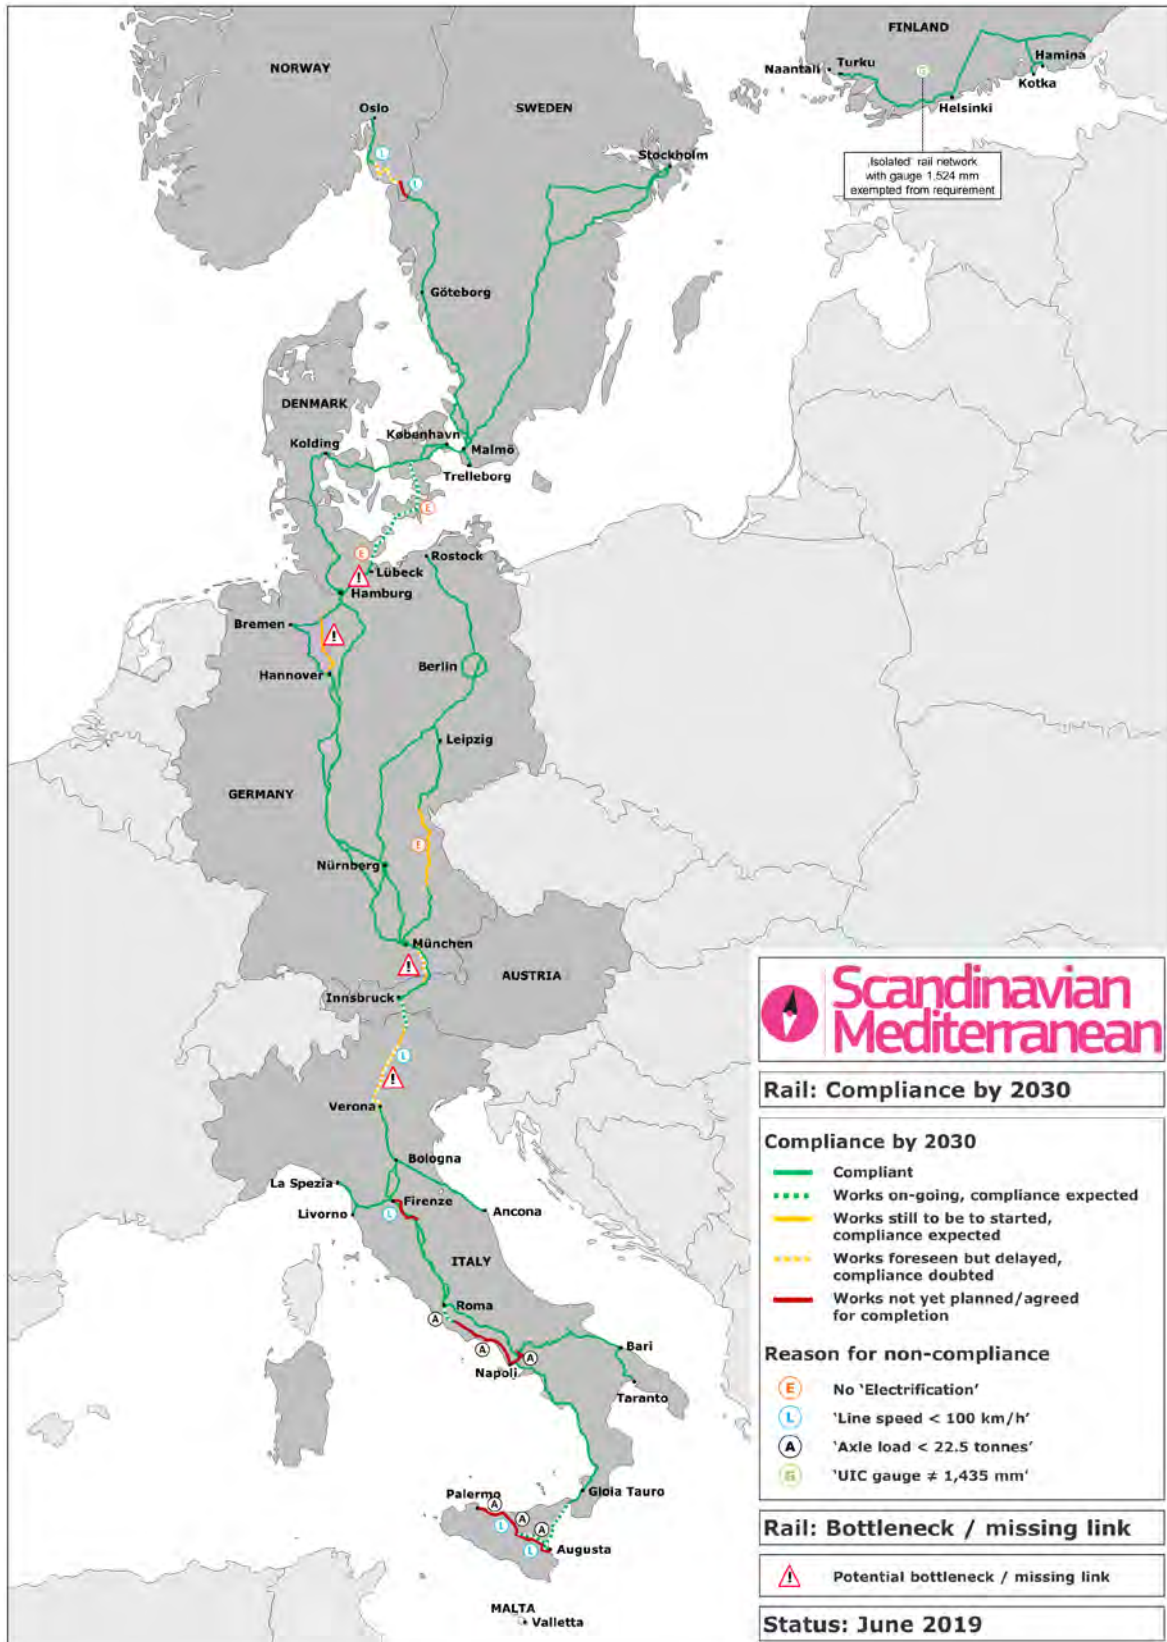 FINLAND
NORWAY
Naantali
Turku
Hamina
Kotka
Helsinki
Oslo
SWEDEN
L
G
Stockholm
‚Isolated‘ rail network
with gauge 1,524 mm
exempted from requirement
L
Göteborg
DENMARK
København
Kolding
Malmö
Trelleborg
E
E
Rostock
!
Lübeck
Hamburg
Bremen
!
Berlin
Hannover
Leipzig
GERMANY
E
Nürnberg
München
!
AUSTRIA
Innsbruck
L
!
Verona
Bologna
La Spezia
Firenze
Livorno
L
Ancona
ITALY
Roma
A
A
A
Napoli
Bari
Taranto
Gioia Tauro
Palermo
A
A
L
A
L
Augusta
MALTA
Valletta
Scandinavian
Mediterranean
Rail: Compliance by 2030
Compliance by 2030
Compliant
Works on-going, compliance expected
Works still to be to started,
compliance expected
Works foreseen but delayed,
compliance doubted
Works not yet planned/agreed
for completion
Reason for non-compliance
E No ‘Electrification’
L ‘Line speed < 100 km/h’
A ‘Axle load < 22.5 tonnes’
G ‘UIC gauge ≠ 1,435 mm’
Rail: Bottleneck / missing link
! Potential bottleneck / missing link
Status: June 2019